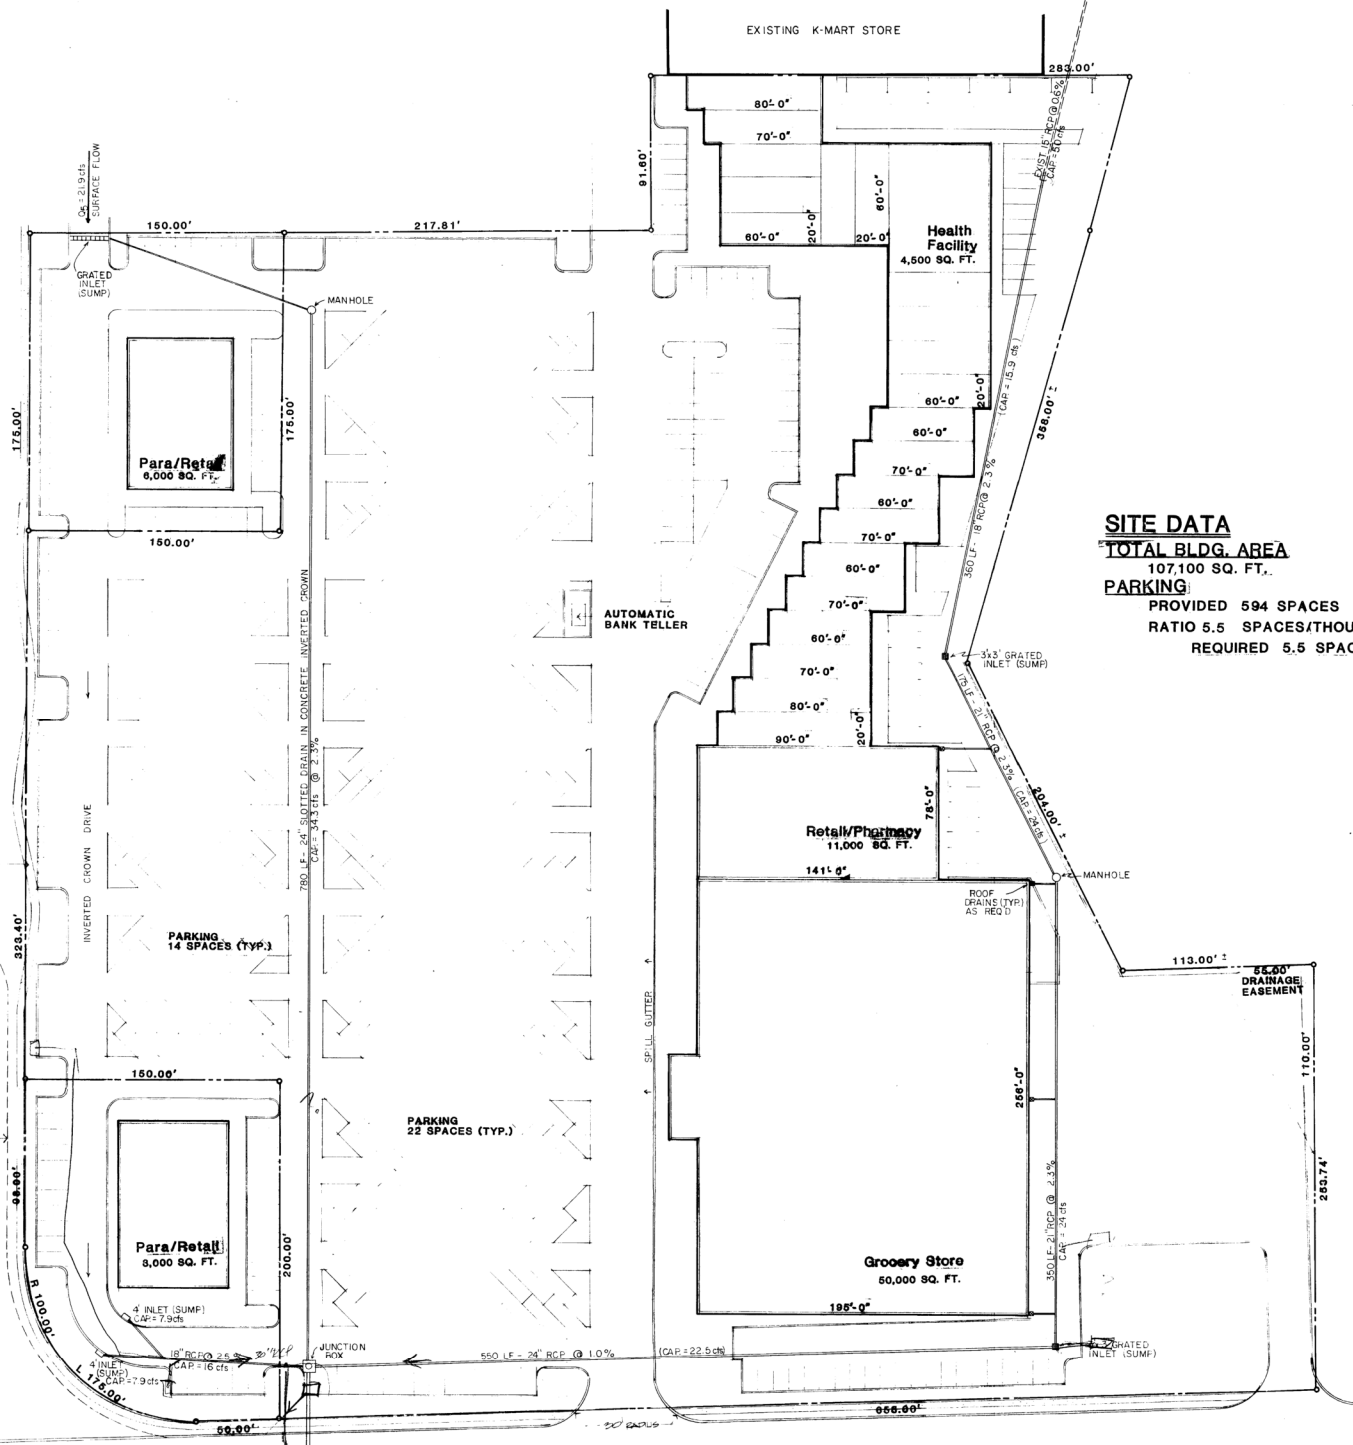 EXISTING K-MART STORE
283.00'
80'-0"
70'-0"
EXIST 15" RCP @ 0.6%
CAP. = 5.0 cfs
91.60'
SURFACE FLOW
150.00'
217.81'
60'-0"
20'-0"
20'-0"
60'-0"
Health
Facility
4,500 SQ. FT.
GRATED
INLET
(SUMP)
MANHOLE
(CAP. = 15.9 cfs)
358.00' ±
175.00'
175.00'
60'-0"
20'-0"
60'-0"
70'-0"
60'-0"
70'-0"
60'-0"
70'-0"
60'-0"
70'-0"
80'-0"
90'-0"
20'-0"
Para/Retail
6,000 SQ. FT.
150.00'
360 LF - 18" RCP @ 2.3%
SITE DATA
TOTAL BLDG. AREA
107,100 SQ. FT.
PARKING
PROVIDED 594 SPACES
RATIO 5.5 SPACES/THOU
REQUIRED 5.5 SPAC
AUTOMATIC
BANK TELLER
3'x3' GRATED
INLET (SUMP)
175 LF - 21" RCP @ 2.3% (CAP. = 24 cfs)
204.00' ±
780 LF - 24" SLOTTED DRAIN IN CONCRETE INVERTED CROWN
CAP. = 34.3 cfs @ 2.3%
INVERTED CROWN DRIVE
78'-0"
Retail/Pharmacy
11,000 SQ. FT.
141'-0"
MANHOLE
ROOF
DRAINS (TYP.)
AS REQ'D
323.40'
PARKING
14 SPACES (TYP.)
113.00' ±
55.00'
DRAINAGE
EASEMENT
SPILL GUTTER
110.00'
150.00'
256'-0"
PARKING
22 SPACES (TYP.)
253.74'
350 LF - 21" RCP @ 2.3%
CAP. = 24 cfs
Para/Retail
8,000 SQ. FT.
200.00'
Grocery Store
50,000 SQ. FT.
195'-0"
R 100.00'
4' INLET (SUMP)
CAP. = 7.9cfs
18" RCP @
CAP. = 16 cfs
JUNCTION
BOX
550 LF - 24" RCP @ 1.0%
(CAP. = 22.5cfs)
GRATED
INLET (SUMP)
4' INLET
(SUMP)
CAP. = 7.9 cfs
L 175.00'
50.00'
30' RADIUS
656.00'